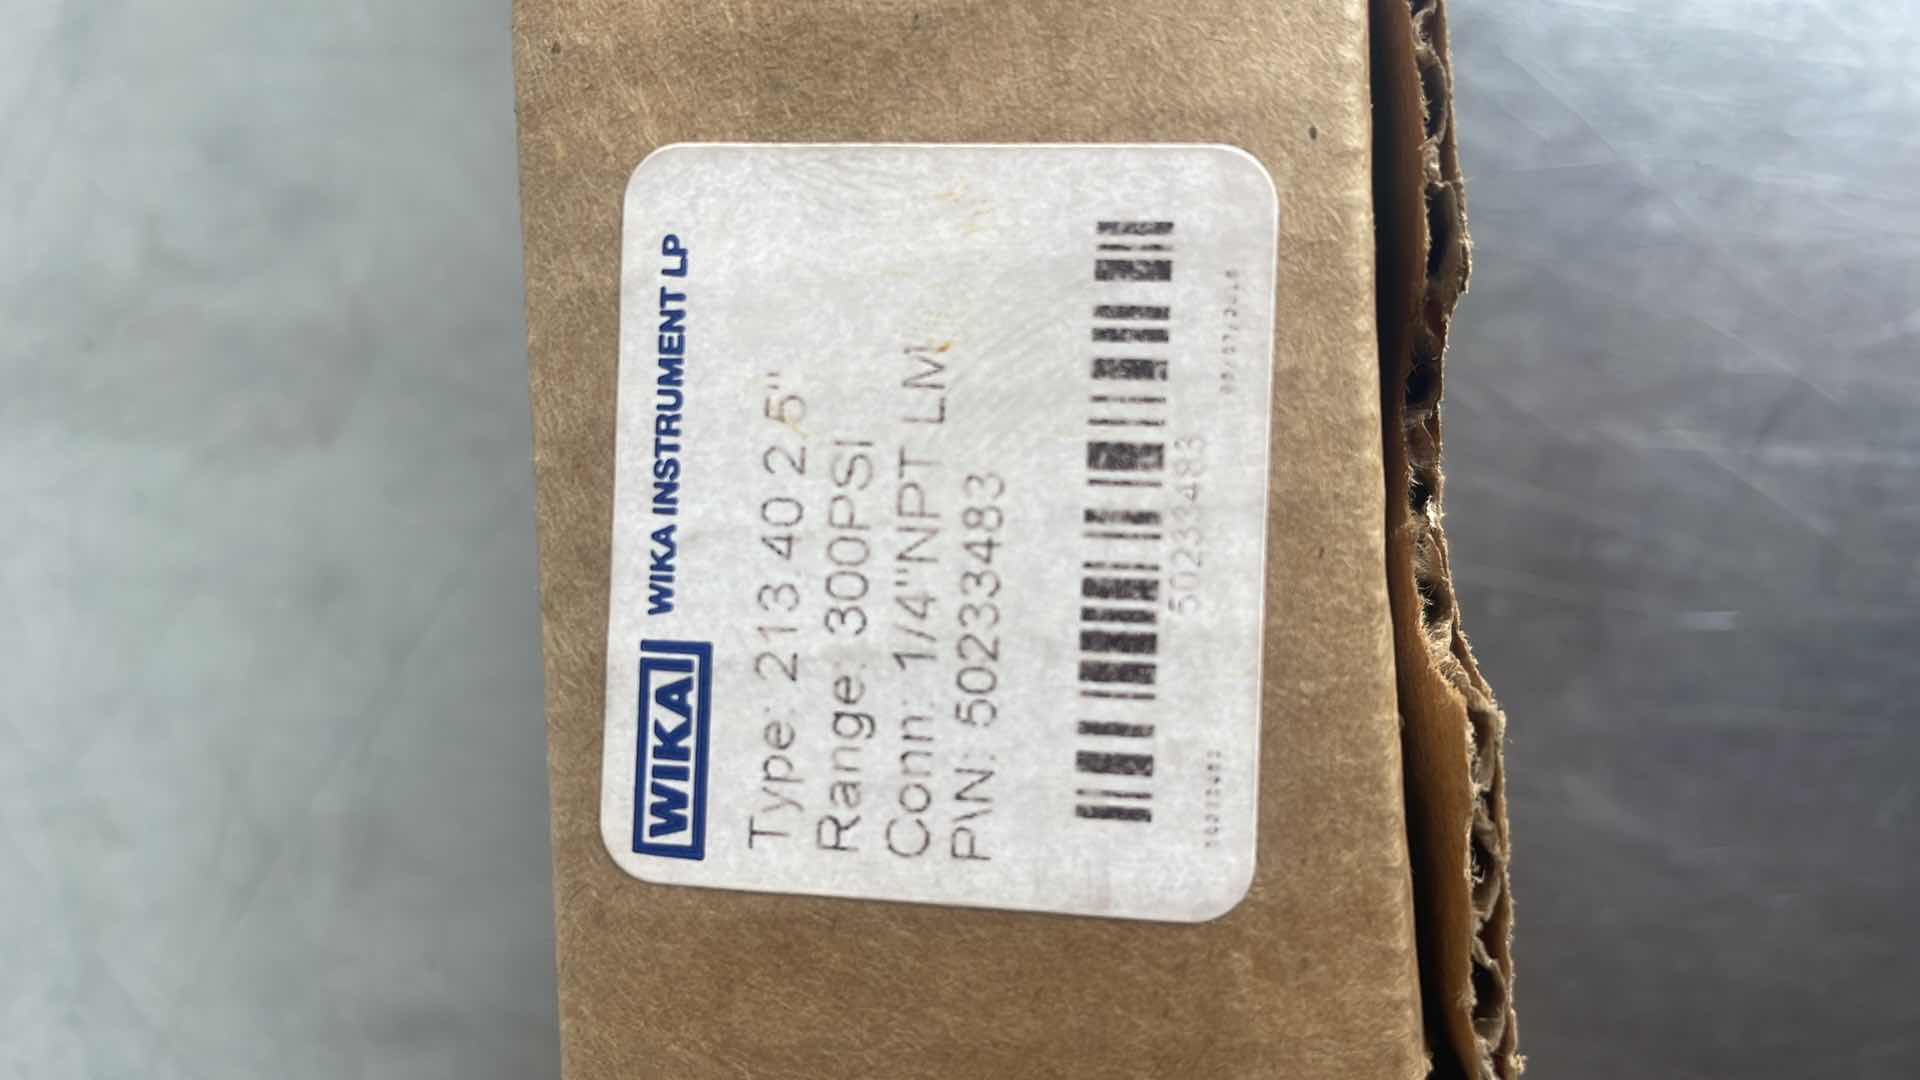 WIKA WIKA INSTRUMENT LP
Type: 213.40 2.5"
Range: 300PSI
Conn: 1/4"NPT LM
P\N: 50233483
50233483